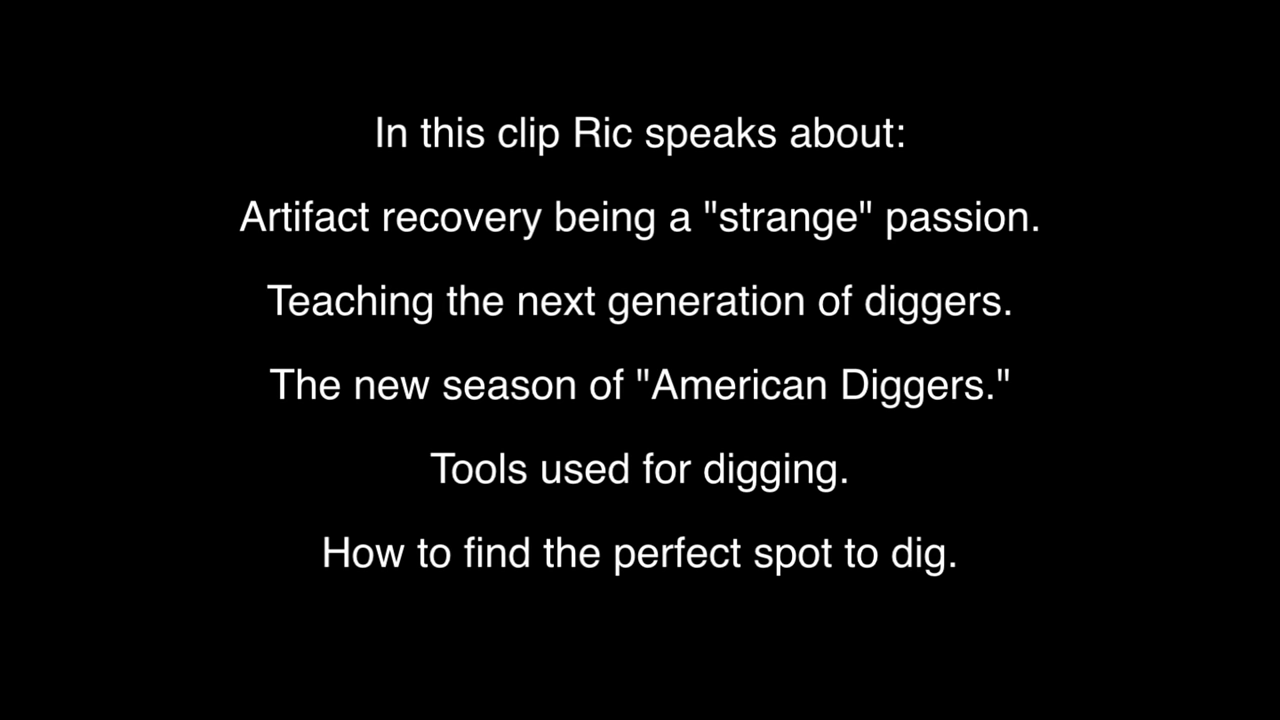 In this clip Ric speaks about:
Artifact recovery being a "strange" passion.
Teaching the next generation of diggers.
The new season of "American Diggers."
Tools used for digging.
How to find the perfect spot to dig.